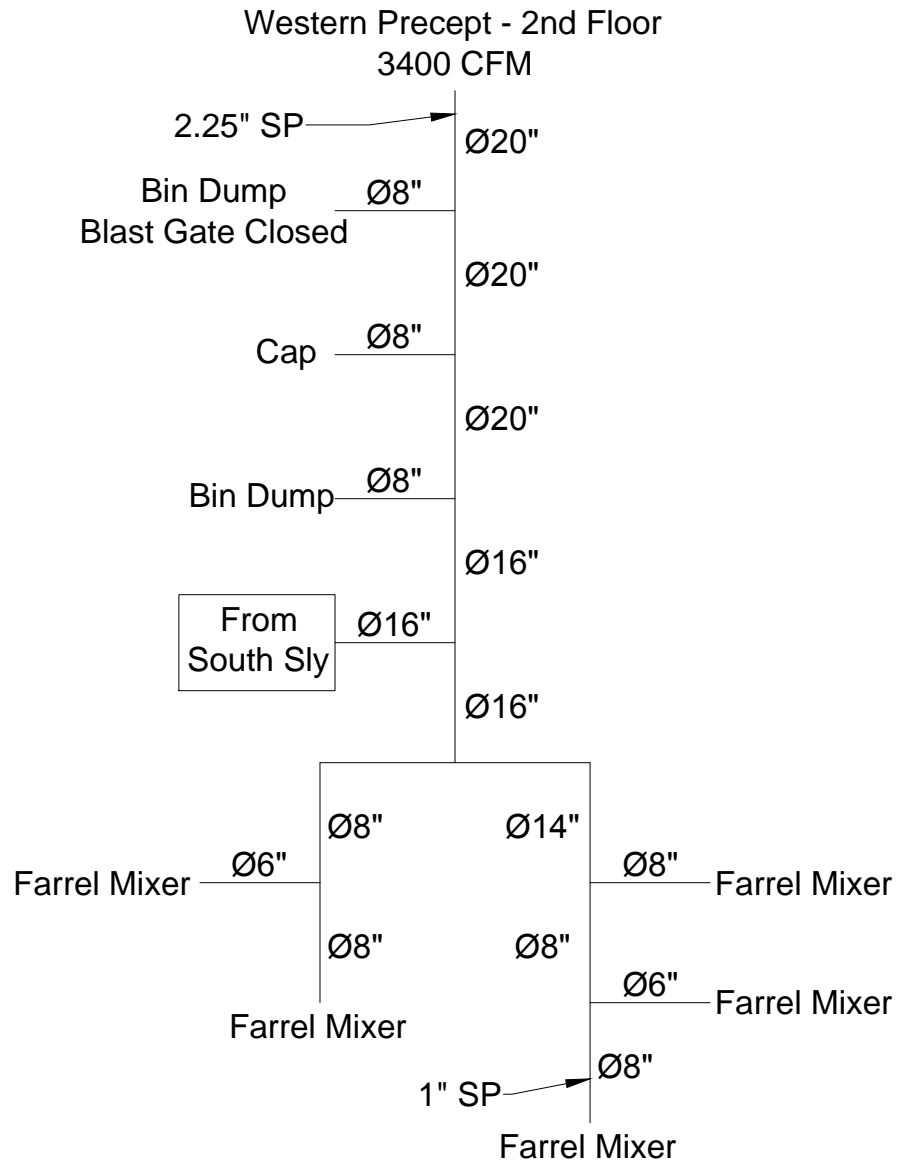 Western Precept - 2nd Floor
3400 CFM
2.25" SP
Ø20"
Bin Dump
Blast Gate Closed
Ø8"
Ø20"
Cap
Ø8"
Ø20"
Bin Dump
Ø8"
Ø16"
From
South Sly
Ø16"
Ø16"
Ø8"
Ø14"
Farrel Mixer
Ø6"
Ø8"
Farrel Mixer
Ø8"
Ø8"
Ø6"
Farrel Mixer
Farrel Mixer
Ø8"
1" SP
Farrel Mixer